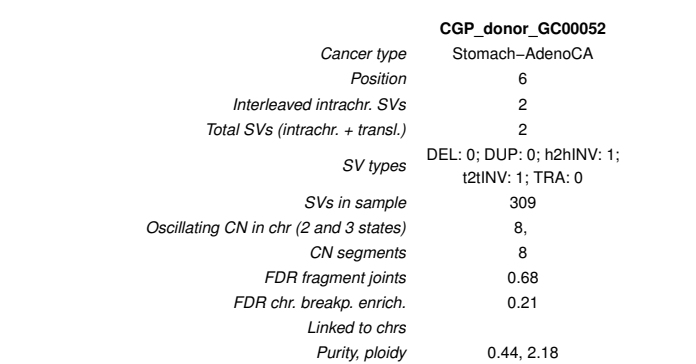 CGP_donor_GC00052
Cancer type Stomach−AdenoCA
Position 6
Interleaved intrachr. SVs 2
Total SVs (intrachr. + transl.) 2
SV types DEL: 0; DUP: 0; h2hINV: 1;
t2tINV: 1; TRA: 0
SVs in sample 309
Oscillating CN in chr (2 and 3 states) 8,
CN segments 8
FDR fragment joints 0.68
FDR chr. breakp. enrich. 0.21
Linked to chrs
Purity, ploidy 0.44, 2.18